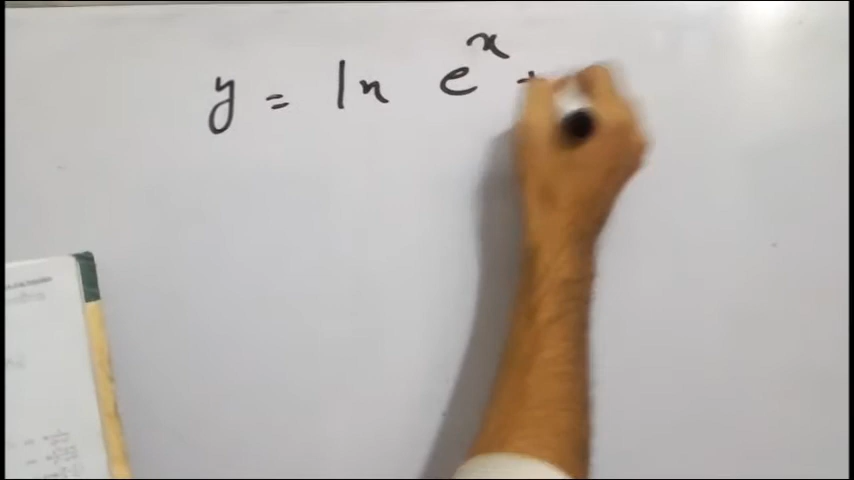 y = ln e^x +